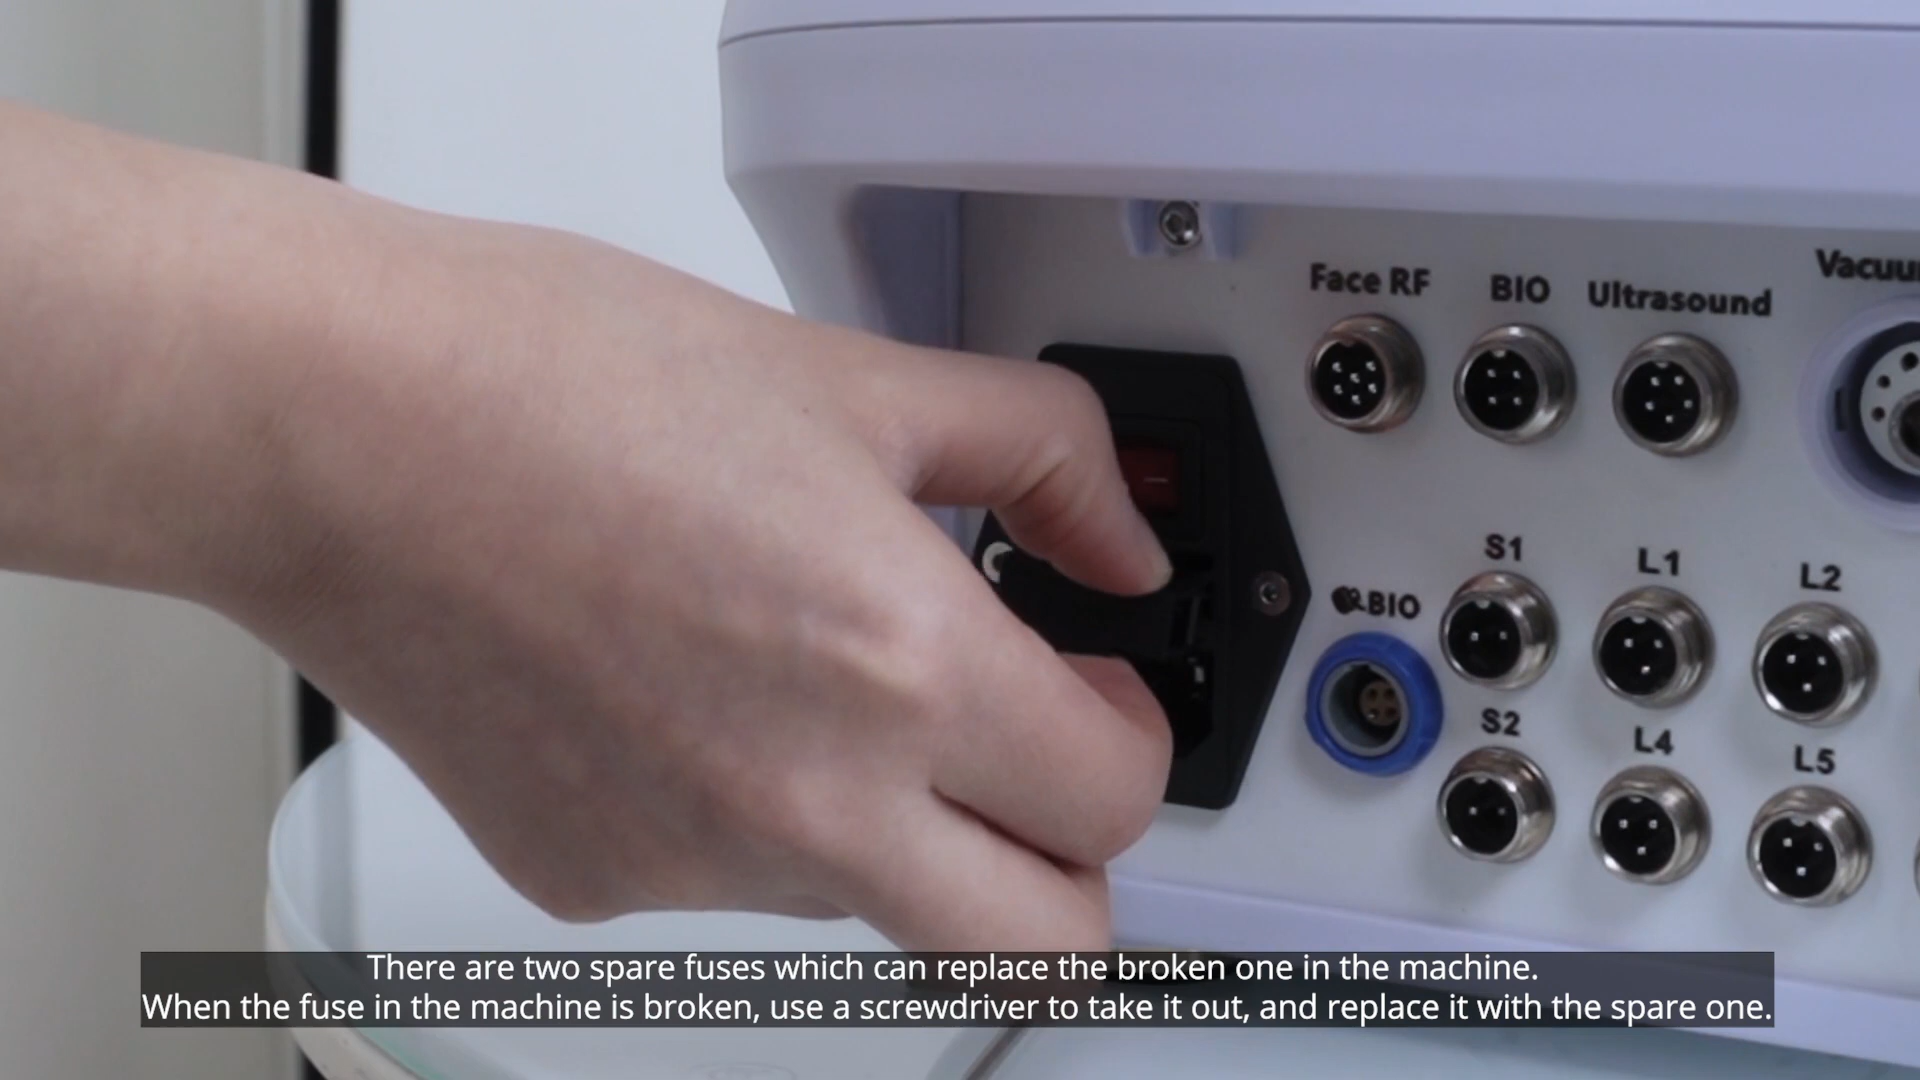 Face RF
BIO
Ultrasound
S1
L1
L2
BIO
S2
L4
L5
There are two spare fuses which can replace the broken one in the machine.
When the fuse in the machine is broken, use a screwdriver to take it out, and replace it with the spare one.